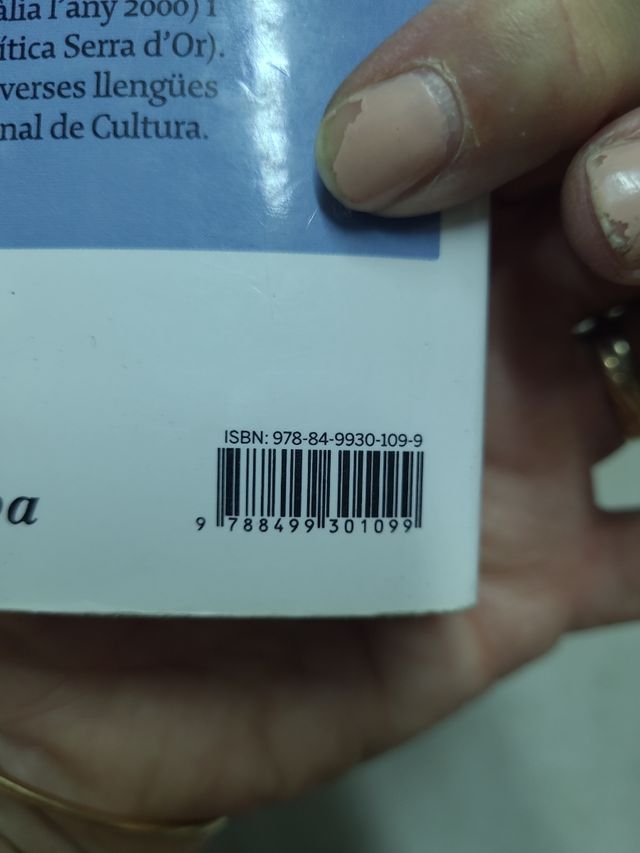 àlia l'any 2000) i
ítica Serra d'Or).
verses llengües
nal de Cultura.
ISBN: 978-84-9930-109-9
a
9 788499 301099